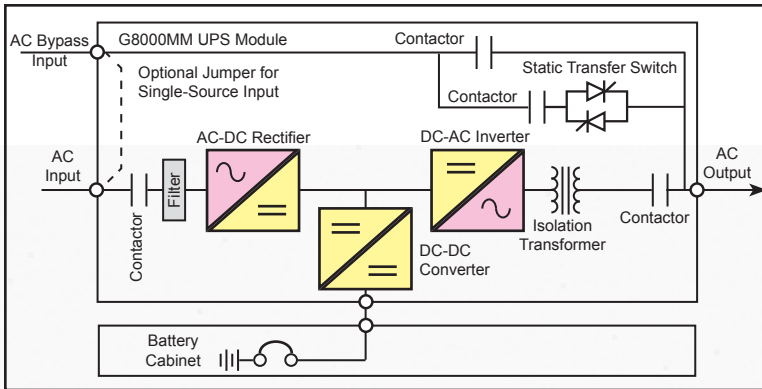 AC Bypass
Input
G8000MM UPS Module
Contactor
Optional Jumper for
Single-Source Input
Static Transfer Switch
Contactor
AC-DC Rectifier
DC-AC Inverter
AC
Input
AC
Output
Filter
Contactor
Isolation
Transformer
Contactor
DC-DC
Converter
Battery
Cabinet